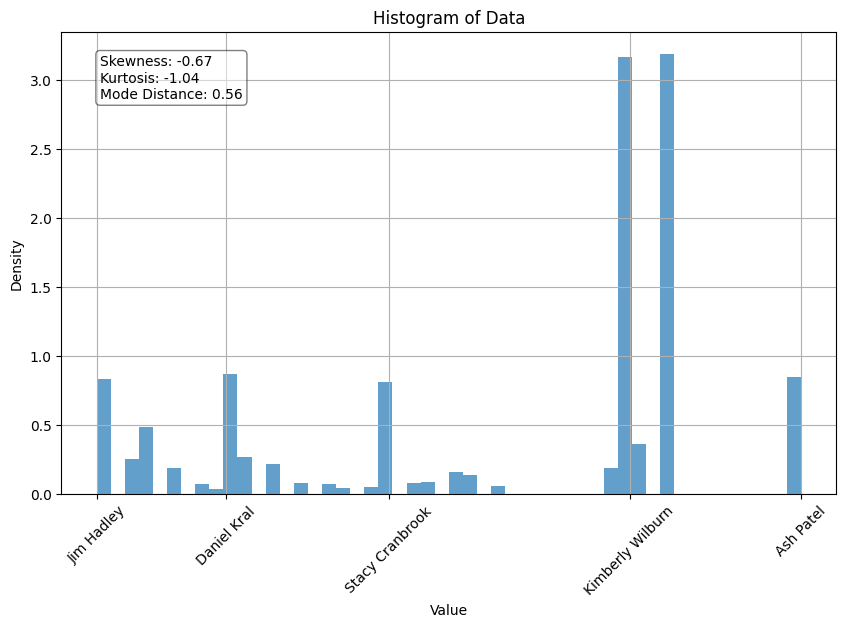 Histogram of Data
Skewness: -0.67
Kurtosis: -1.04
Mode Distance: 0.56
Density
3.0
2.5
2.0
1.5
1.0
0.5
0.0
Jim Hadley
Daniel Kral
Stacy Cranbrook
Kimberly Wilburn
Ash Patel
Value